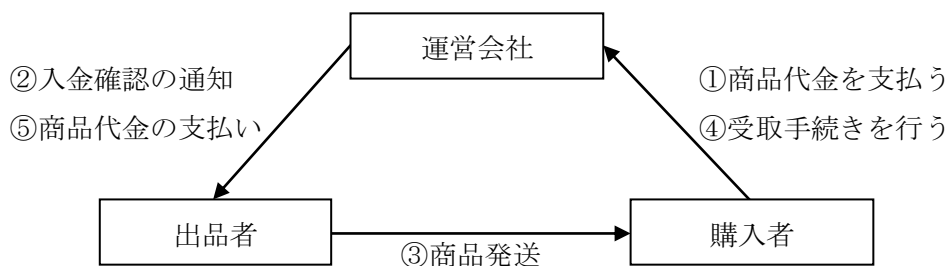 運営会社
②入金確認の通知
⑤商品代金の支払い
①商品代金を支払う
④受取手続きを行う
出品者
③商品発送
購入者